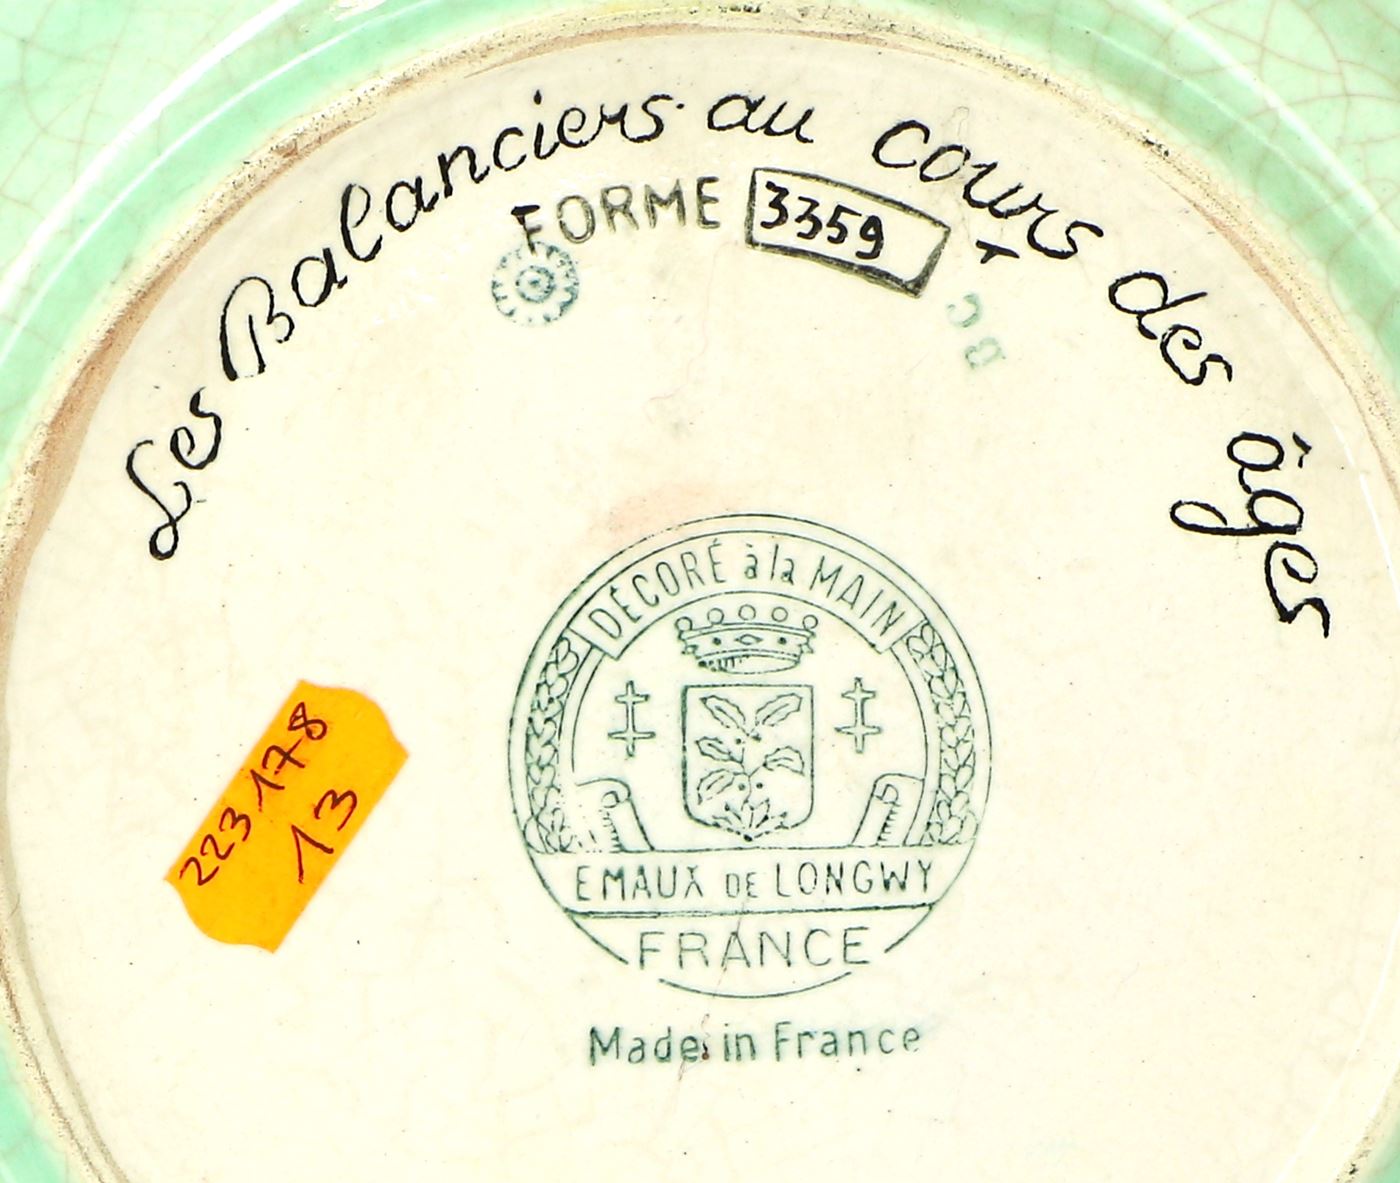 Les Balanciers au cours des âges
FORME 3359
DÉCORÉ à la MAIN
EMAUX DE LONGWY
FRANCE
Made in France
223178
13